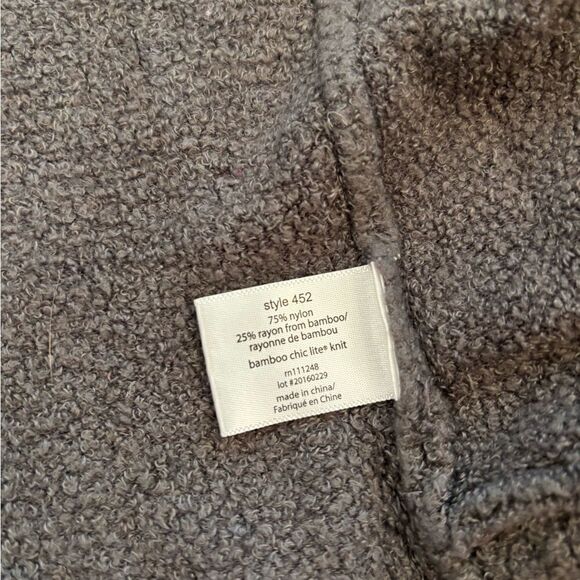 style 452
75% nylon
25% rayon from bamboo/
rayonne de bambou
bamboo chic lite® knit
rn111248
lot #20160229
made in china/
Fabriqué en Chine